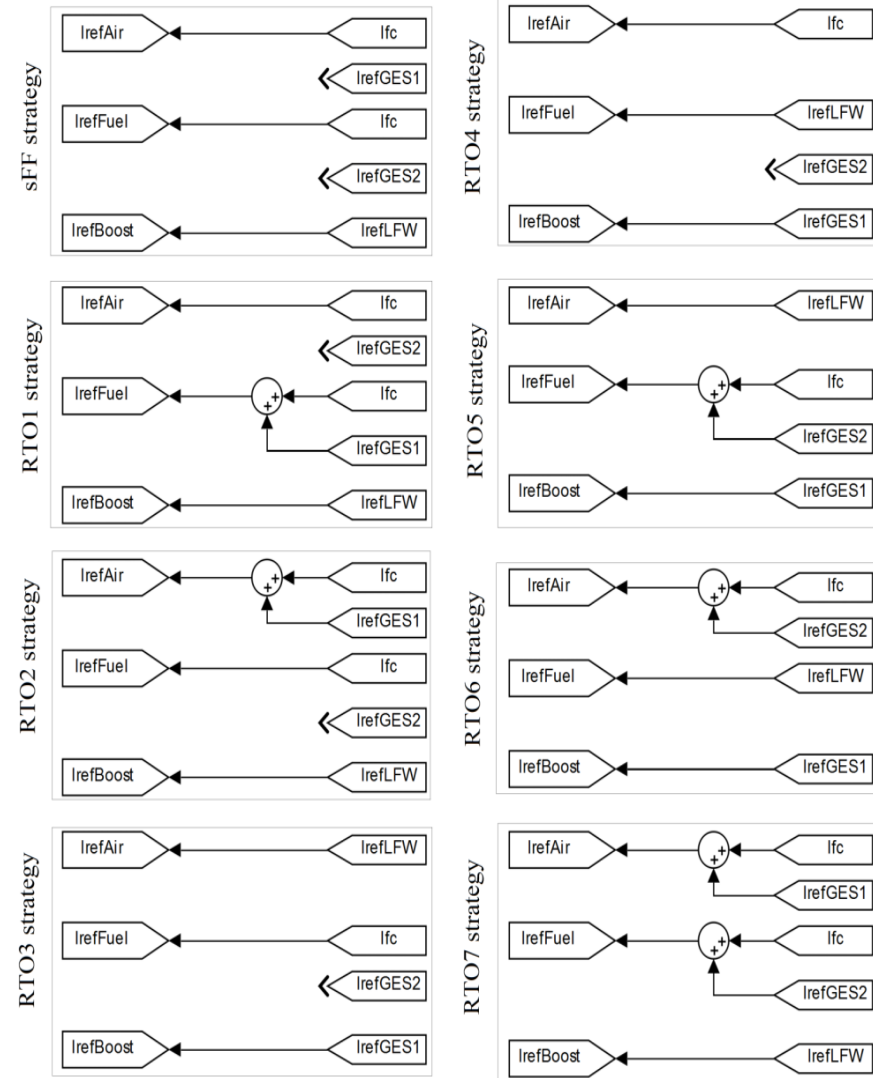 sFF strategy
IrefAir
Ifc
IrefGES1
IrefFuel
Ifc
IrefGES2
IrefBoost
IrefLFW
RTO1 strategy
IrefAir
Ifc
IrefGES2
IrefFuel
Ifc
IrefGES1
IrefBoost
IrefLFW
RTO2 strategy
IrefAir
Ifc
IrefGES1
IrefFuel
Ifc
IrefGES2
IrefBoost
IrefLFW
RTO3 strategy
IrefAir
IrefLFW
IrefFuel
Ifc
IrefGES2
IrefBoost
IrefGES1
RTO4 strategy
IrefAir
Ifc
IrefFuel
IrefLFW
IrefGES2
IrefBoost
IrefGES1
RTO5 strategy
IrefAir
IrefLFW
IrefFuel
Ifc
IrefGES2
IrefBoost
IrefGES1
RTO6 strategy
IrefAir
Ifc
IrefGES2
IrefFuel
IrefLFW
IrefBoost
IrefGES1
RTO7 strategy
IrefAir
Ifc
IrefGES1
IrefFuel
Ifc
IrefGES2
IrefBoost
IrefLFW